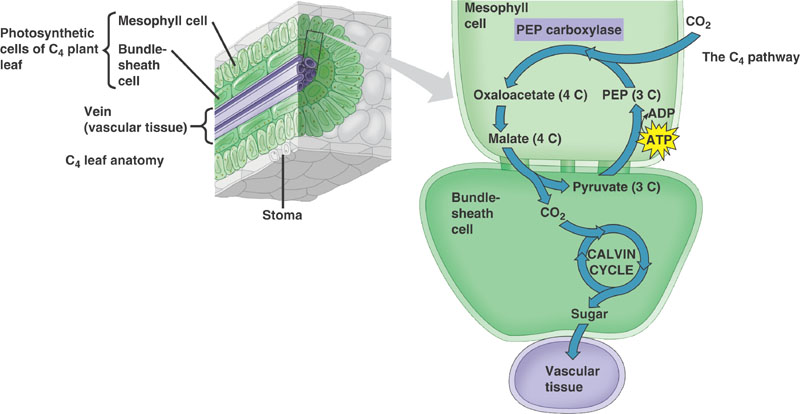 Photosynthetic
cells of C4 plant
leaf
Mesophyll cell
Bundle-
sheath
cell
Vein
(vascular tissue)
C4 leaf anatomy
Stoma
Mesophyll
cell
PEP carboxylase
CO2
The C4 pathway
Oxaloacetate (4 C)
PEP (3 C)
ADP
Malate (4 C)
ATP
Pyruvate (3 C)
Bundle-
sheath
cell
CO2
CALVIN
CYCLE
Sugar
Vascular
tissue